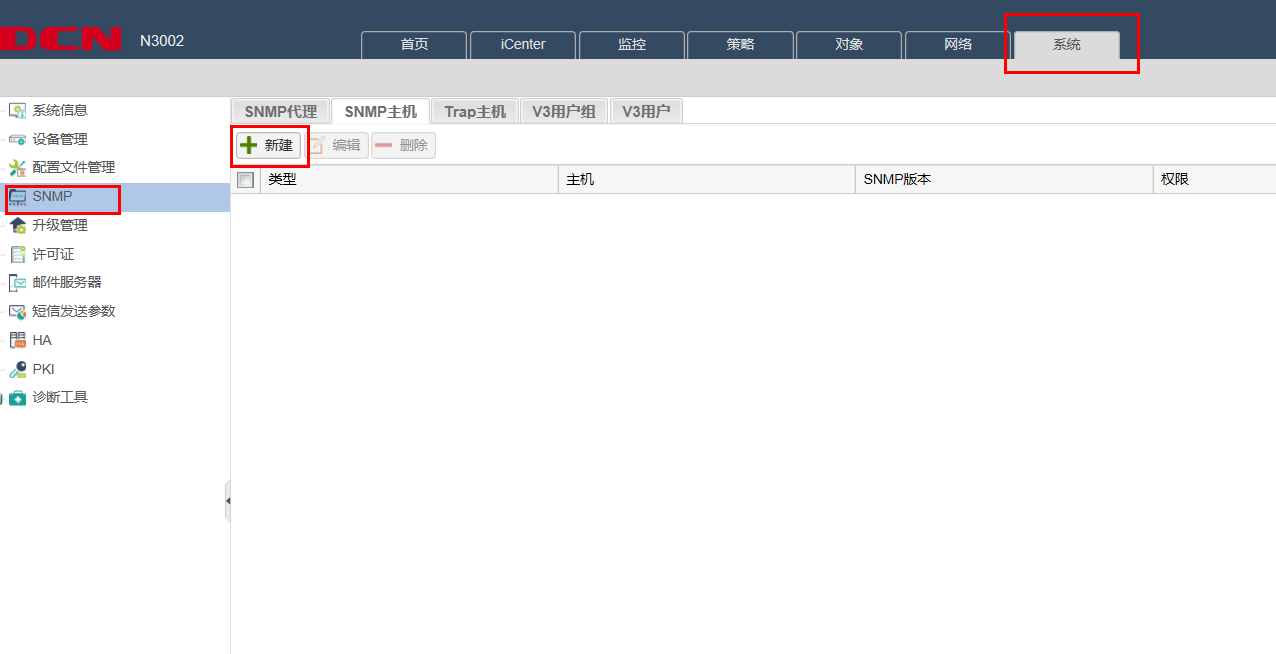 DCN N3002 首页 iCenter 监控 策略 对象 网络 系统
系统信息
设备管理
配置文件管理
SNMP
升级管理
许可证
邮件服务器
短信发送参数
HA
PKI
诊断工具
SNMP代理 SNMP主机 Trap主机 V3用户组 V3用户
新建 编辑 删除
类型 主机 SNMP版本 权限